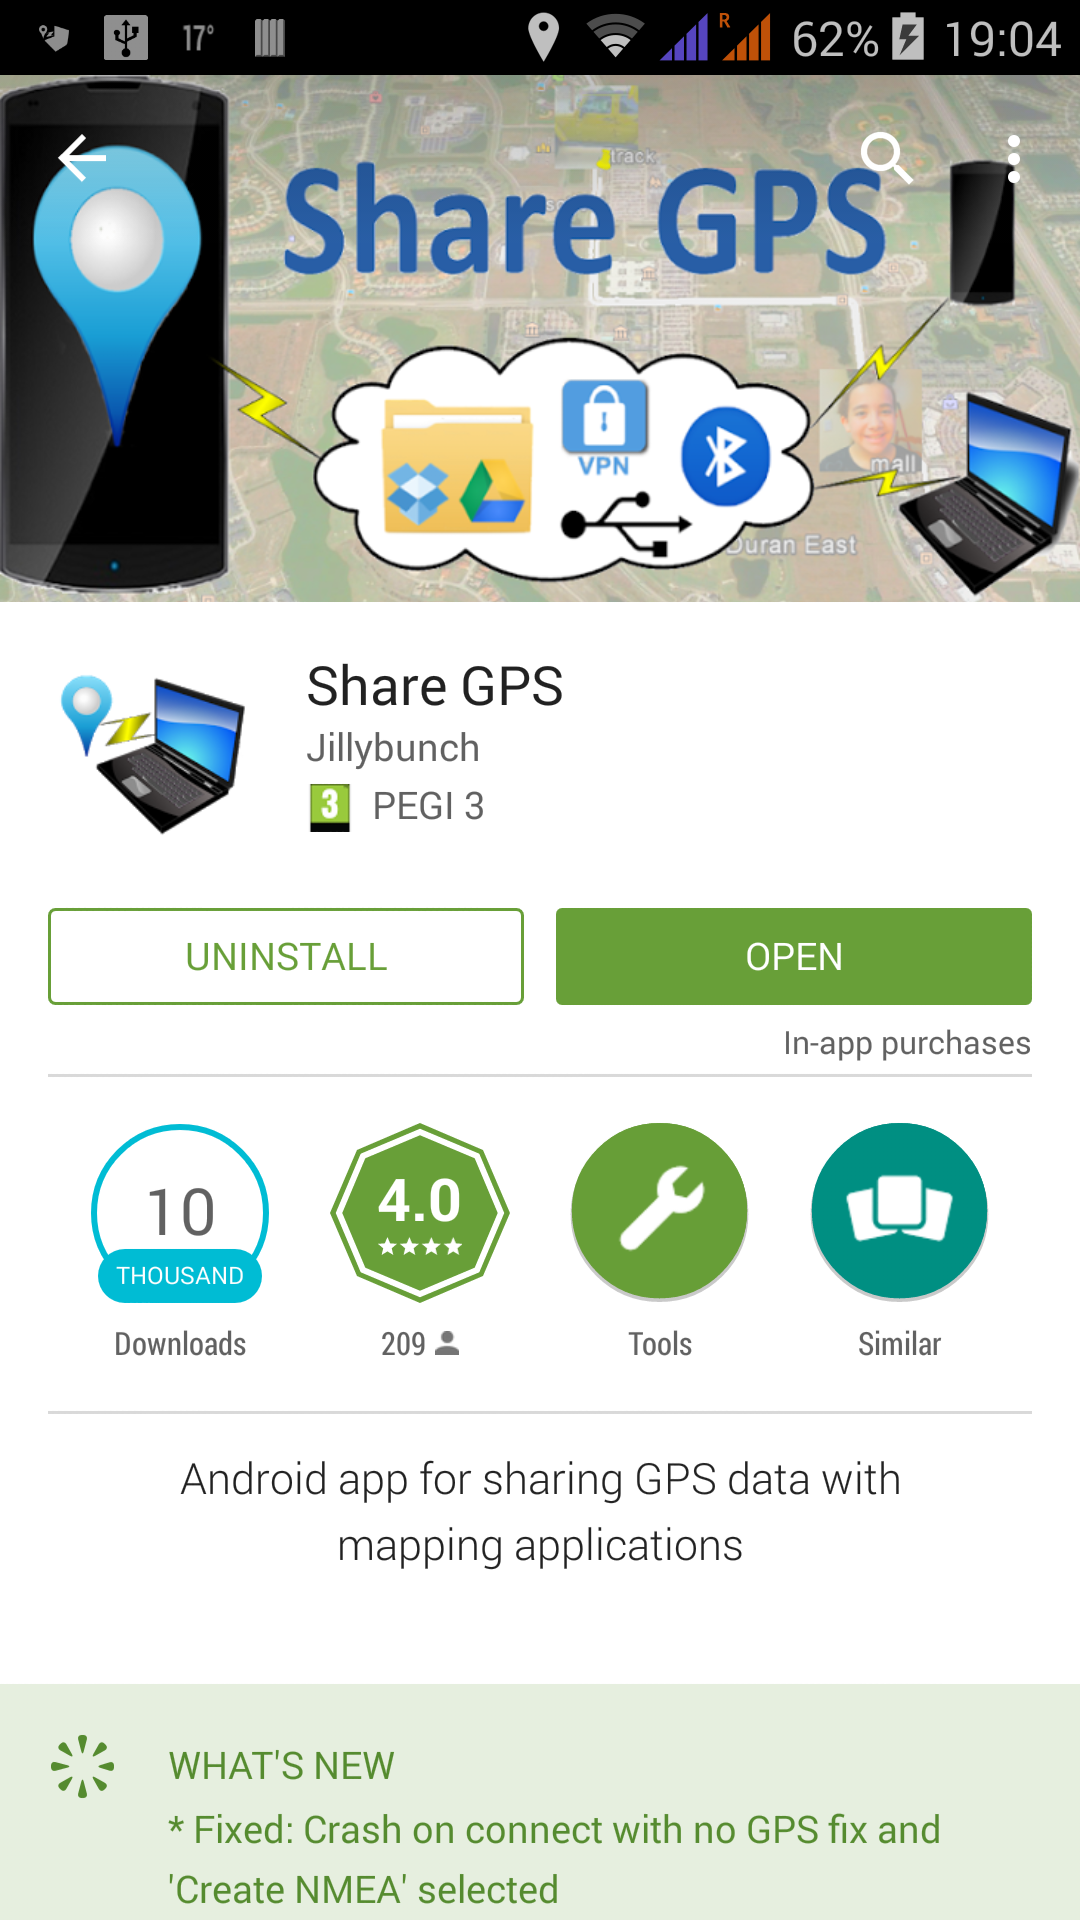 17°
R
62%
19:04
track
Share GPS
VPN
mall
Duran East
Share GPS
Jillybunch
3 PEGI 3
UNINSTALL
OPEN
In-app purchases
10
THOUSAND
4.0
Downloads
209
Tools
Similar
Android app for sharing GPS data with
mapping applications
WHAT'S NEW
* Fixed: Crash on connect with no GPS fix and
'Create NMEA' selected